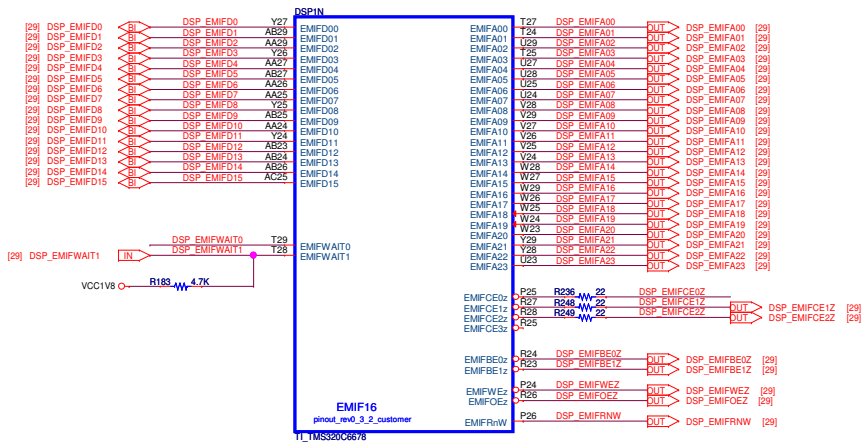 DSP1N
[29] DSP_EMIFD0 BI DSP_EMIFD0 Y27 EMIFD00 EMIFA00 T27 DSP_EMIFA00 OUT DSP_EMIFA00 [29]
[29] DSP_EMIFD1 BI DSP_EMIFD1 AB29 EMIFD01 EMIFA01 T24 DSP_EMIFA01 OUT DSP_EMIFA01 [29]
[29] DSP_EMIFD2 BI DSP_EMIFD2 AA29 EMIFD02 EMIFA02 U29 DSP_EMIFA02 OUT DSP_EMIFA02 [29]
[29] DSP_EMIFD3 BI DSP_EMIFD3 Y26 EMIFD03 EMIFA03 T25 DSP_EMIFA03 OUT DSP_EMIFA03 [29]
[29] DSP_EMIFD4 BI DSP_EMIFD4 AA27 EMIFD04 EMIFA04 U27 DSP_EMIFA04 OUT DSP_EMIFA04 [29]
[29] DSP_EMIFD5 BI DSP_EMIFD5 AB27 EMIFD05 EMIFA05 U28 DSP_EMIFA05 OUT DSP_EMIFA05 [29]
[29] DSP_EMIFD6 BI DSP_EMIFD6 AA26 EMIFD06 EMIFA06 U25 DSP_EMIFA06 OUT DSP_EMIFA06 [29]
[29] DSP_EMIFD7 BI DSP_EMIFD7 AA25 EMIFD07 EMIFA07 U24 DSP_EMIFA07 OUT DSP_EMIFA07 [29]
[29] DSP_EMIFD8 BI DSP_EMIFD8 Y25 EMIFD08 EMIFA08 V28 DSP_EMIFA08 OUT DSP_EMIFA08 [29]
[29] DSP_EMIFD9 BI DSP_EMIFD9 AB25 EMIFD09 EMIFA09 V29 DSP_EMIFA09 OUT DSP_EMIFA09 [29]
[29] DSP_EMIFD10 BI DSP_EMIFD10 AA24 EMIFD10 EMIFA10 V27 DSP_EMIFA10 OUT DSP_EMIFA10 [29]
[29] DSP_EMIFD11 BI DSP_EMIFD11 Y24 EMIFD11 EMIFA11 V26 DSP_EMIFA11 OUT DSP_EMIFA11 [29]
[29] DSP_EMIFD12 BI DSP_EMIFD12 AB23 EMIFD12 EMIFA12 V25 DSP_EMIFA12 OUT DSP_EMIFA12 [29]
[29] DSP_EMIFD13 BI DSP_EMIFD13 AB24 EMIFD13 EMIFA13 V24 DSP_EMIFA13 OUT DSP_EMIFA13 [29]
[29] DSP_EMIFD14 BI DSP_EMIFD14 AB26 EMIFD14 EMIFA14 W28 DSP_EMIFA14 OUT DSP_EMIFA14 [29]
[29] DSP_EMIFD15 BI DSP_EMIFD15 AC25 EMIFD15 EMIFA15 W27 DSP_EMIFA15 OUT DSP_EMIFA15 [29]
EMIFA16 W29 DSP_EMIFA16 OUT DSP_EMIFA16 [29]
EMIFA17 W26 DSP_EMIFA17 OUT DSP_EMIFA17 [29]
EMIFA18 W25 DSP_EMIFA18 OUT DSP_EMIFA18 [29]
EMIFA19 W24 DSP_EMIFA19 OUT DSP_EMIFA19 [29]
EMIFA20 W23 DSP_EMIFA20 OUT DSP_EMIFA20 [29]
DSP_EMIFWAIT0 T29 EMIFWAIT0 EMIFA21 Y29 DSP_EMIFA21 OUT DSP_EMIFA21 [29]
[29] DSP_EMIFWAIT1 IN DSP_EMIFWAIT1 T28 EMIFWAIT1 EMIFA22 Y28 DSP_EMIFA22 OUT DSP_EMIFA22 [29]
EMIFA23 U23 DSP_EMIFA23 OUT DSP_EMIFA23 [29]
VCC1V8 R183 4.7K
EMIFCE0z P25 R236 22 DSP_EMIFCE0Z
EMIFCE1z R27 R248 22 DSP_EMIFCE1Z OUT DSP_EMIFCE1Z [29]
EMIFCE2z R28 R249 22 DSP_EMIFCE2Z OUT DSP_EMIFCE2Z [29]
EMIFCE3z R25
EMIFBE0z R24 DSP_EMIFBE0Z OUT DSP_EMIFBE0Z [29]
EMIFBE1z R23 DSP_EMIFBE1Z OUT DSP_EMIFBE1Z [29]
EMIFWEz P24 DSP_EMIFWEZ OUT DSP_EMIFWEZ [29]
EMIFOEz R26 DSP_EMIFOEZ OUT DSP_EMIFOEZ [29]
EMIF16
pinout_rev0_3_2_customer
EMIFRnW P26 DSP_EMIFRNW OUT DSP_EMIFRNW [29]
TI_TMS320C6678